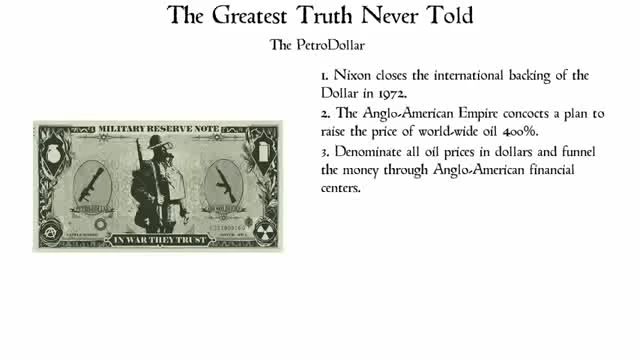 The Greatest Truth Never Told
The PetroDollar
1. Nixon closes the international backing of the
Dollar in 1972.
2. The Anglo-American Empire concocts a plan to
raise the price of world-wide oil 400%.
3. Denominate all oil prices in dollars and funnel
the money through Anglo-American financial
centers.
MILITARY RESERVE NOTE
IN WAR THEY TRUST